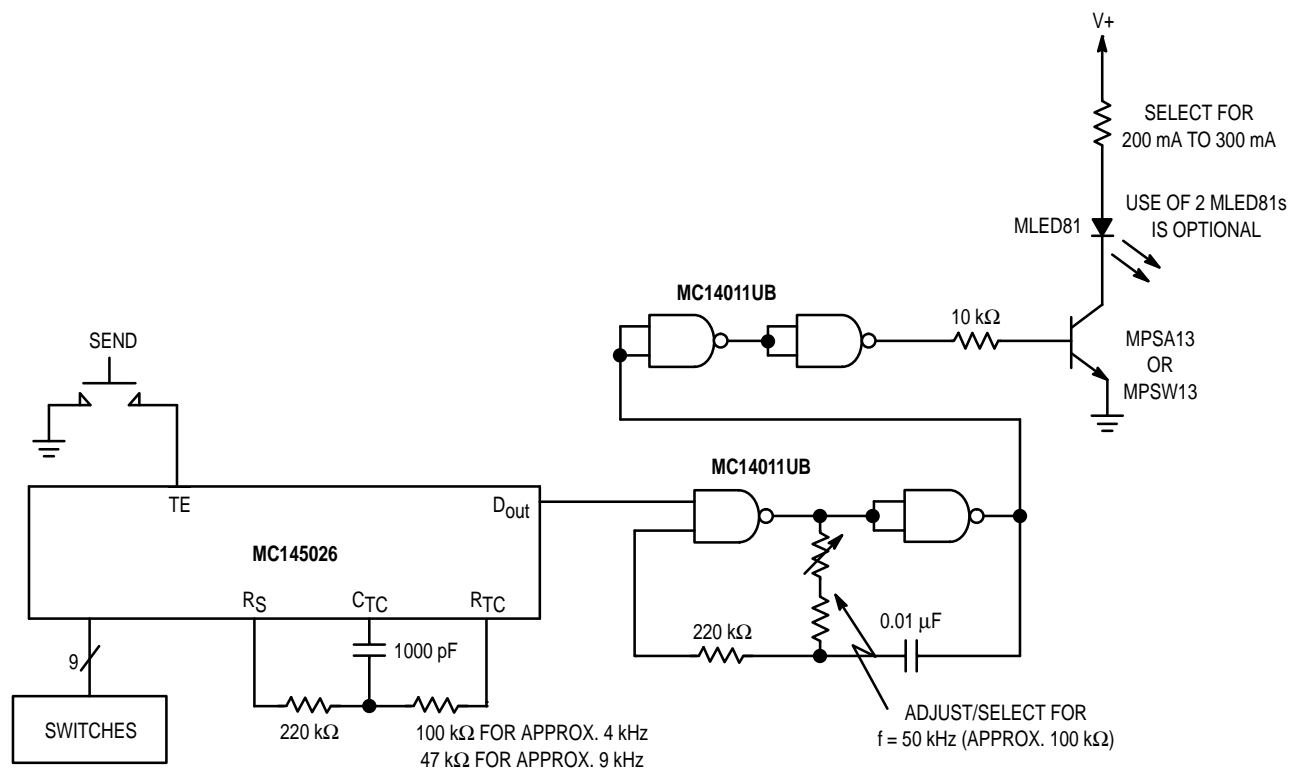 V+
SELECT FOR
200 mA TO 300 mA
USE OF 2 MLED81s
IS OPTIONAL
MLED81
MC14011UB
10 kΩ
MPSA13
OR
MPSW13
SEND
MC14011UB
TE
Dout
MC145026
RS
CTC
RTC
9
1000 pF
220 kΩ
0.01 μF
SWITCHES
220 kΩ
100 kΩ FOR APPROX. 4 kHz
47 kΩ FOR APPROX. 9 kHz
ADJUST/SELECT FOR
f = 50 kHz (APPROX. 100 kΩ)